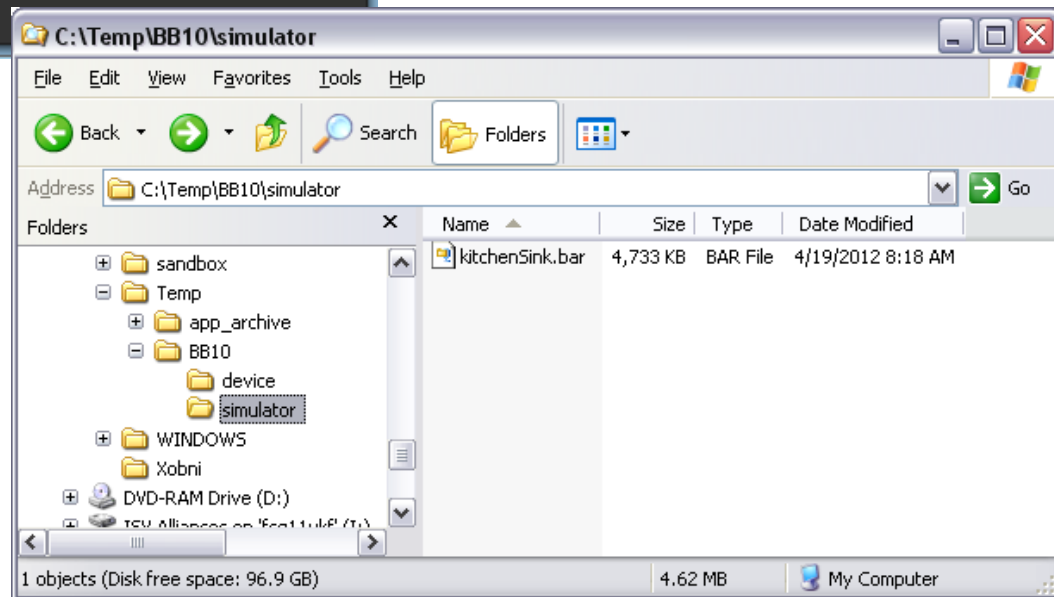 C:\Temp\BB10\simulator
File Edit View Favorites Tools Help
Back Search Folders
Address C:\Temp\BB10\simulator Go
Folders x Name Size Type Date Modified
kitchenSink.bar 4,733 KB BAR File 4/19/2012 8:18 AM
sandbox
Temp
app_archive
BB10
device
simulator
WINDOWS
Xobni
DVD-RAM Drive (D:)
ISV Alliances on
1 objects (Disk free space: 96.9 GB) 4.62 MB My Computer